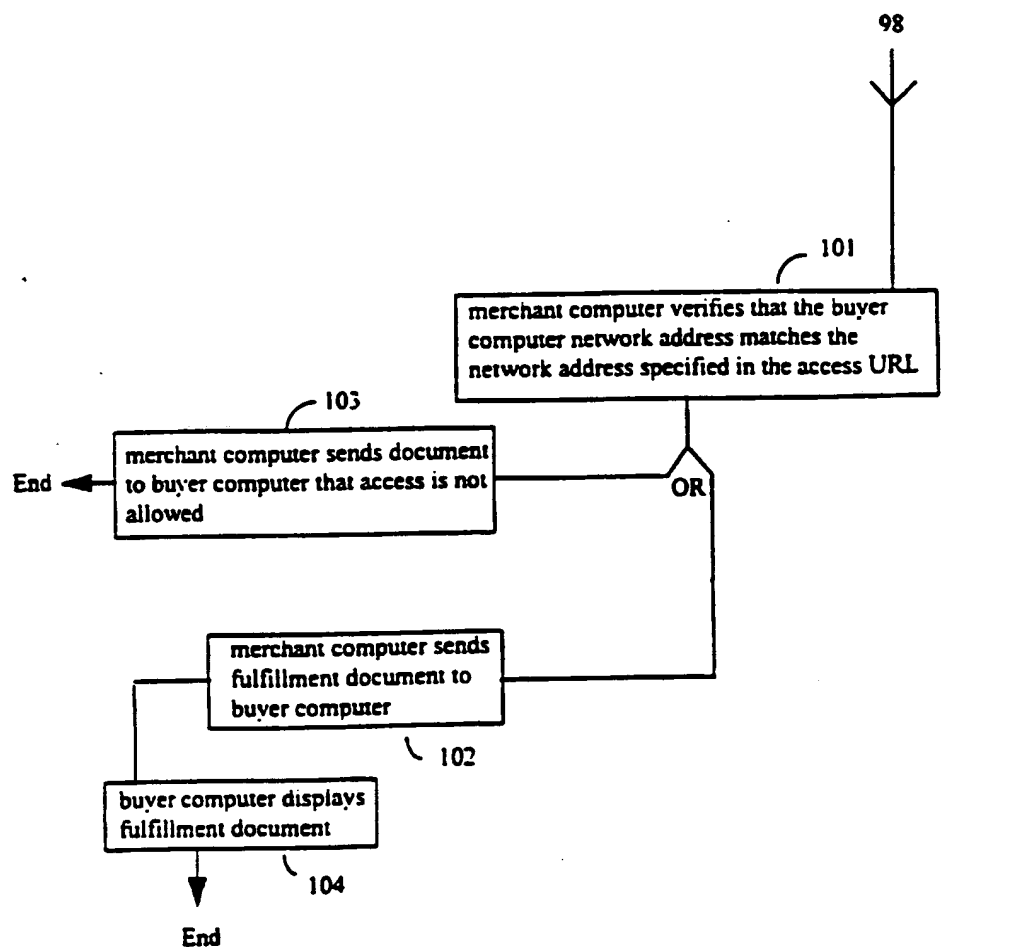 98
101
merchant computer verifies that the buyer
computer network address matches the
network address specified in the access URL
103
merchant computer sends document
to buyer computer that access is not
allowed
End
OR
merchant computer sends
fulfillment document to
buyer computer
102
buyer computer displays
fulfillment document
104
End